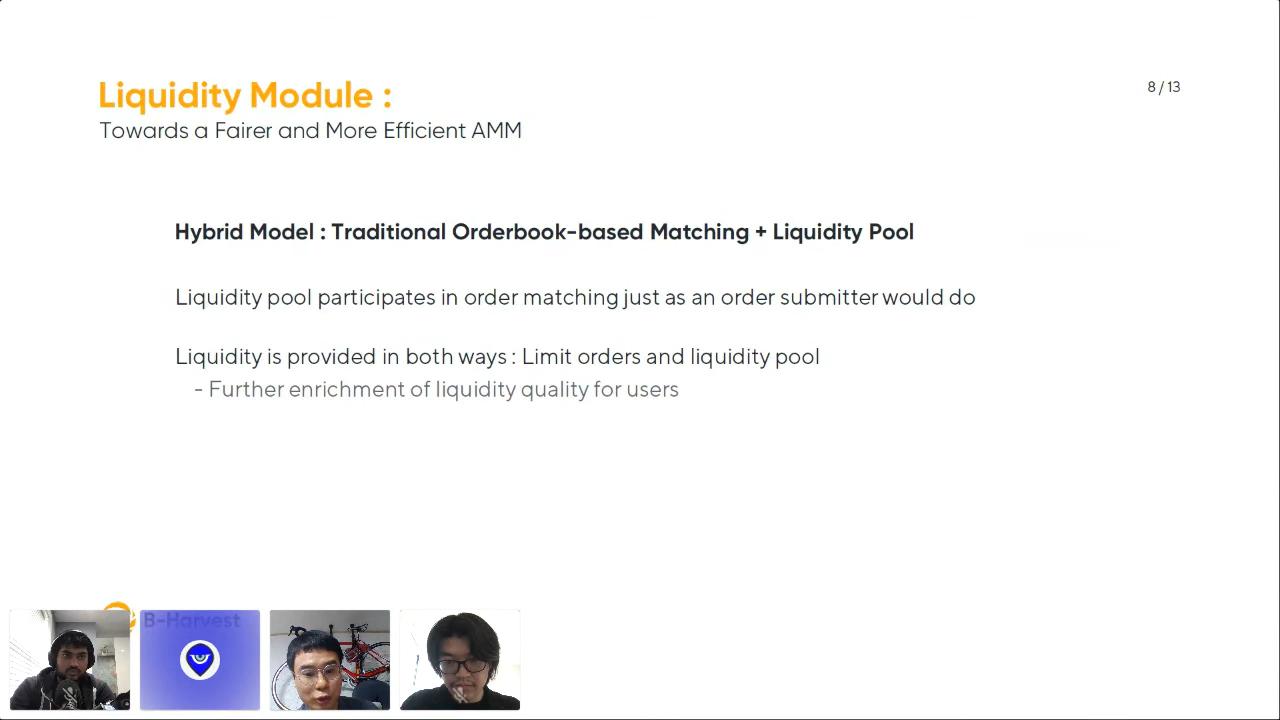 Liquidity Module :
8 / 13
Towards a Fairer and More Efficient AMM
Hybrid Model : Traditional Orderbook-based Matching + Liquidity Pool
Liquidity pool participates in order matching just as an order submitter would do
Liquidity is provided in both ways : Limit orders and liquidity pool
- Further enrichment of liquidity quality for users
B-Harvest